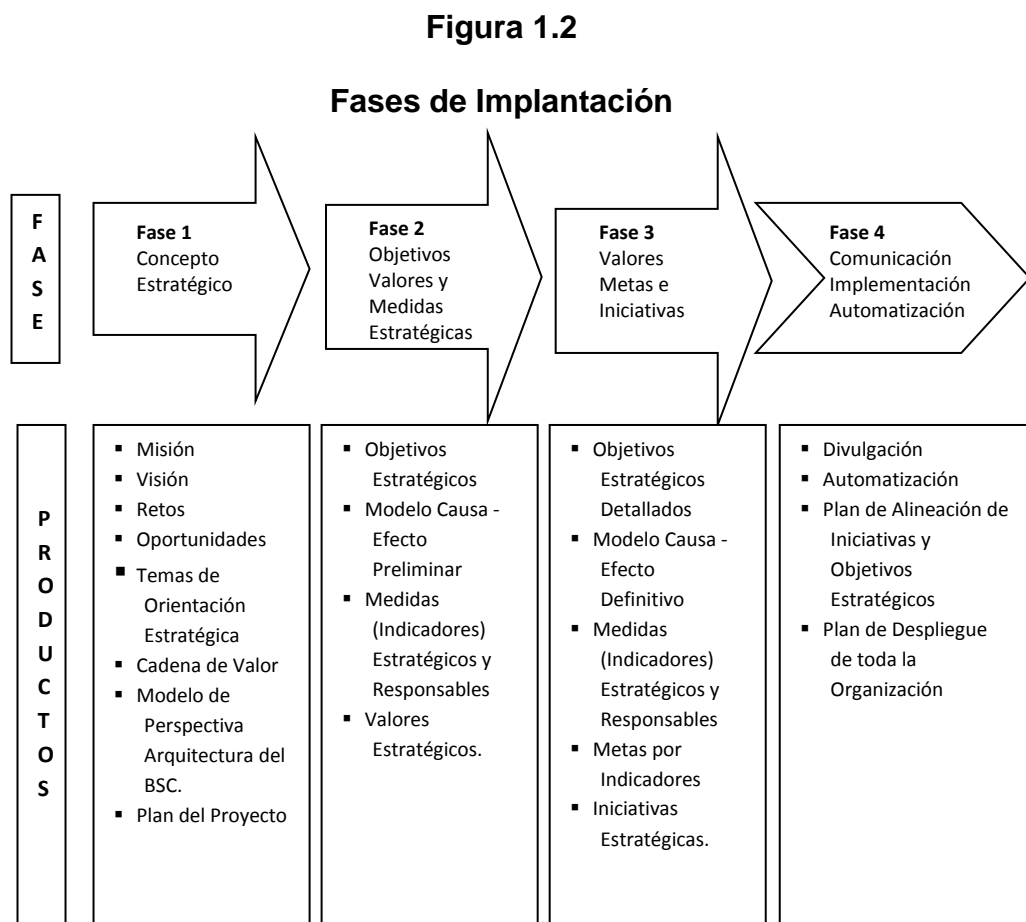 Figura 1.2
Fases de Implantación
F
A
S
E
Fase 1
Concepto
Estratégico
Fase 2
Objetivos
Valores y
Medidas
Estratégicas
Fase 3
Valores
Metas e
Iniciativas
Fase 4
Comunicación
Implementación
Automatización
P
R
O
D
U
C
T
O
S
▪ Misión
▪ Visión
▪ Retos
▪ Oportunidades
▪ Temas de
Orientación
Estratégica
▪ Cadena de Valor
▪ Modelo de
Perspectiva
Arquitectura del
BSC.
▪ Plan del Proyecto
▪ Objetivos
Estratégicos
▪ Modelo Causa -
Efecto
Preliminar
▪ Medidas
(Indicadores)
Estratégicos y
Responsables
▪ Valores
Estratégicos.
▪ Objetivos
Estratégicos
Detallados
▪ Modelo Causa -
Efecto
Definitivo
▪ Medidas
(Indicadores)
Estratégicos y
Responsables
▪ Metas por
Indicadores
▪ Iniciativas
Estratégicas.
▪ Divulgación
▪ Automatización
▪ Plan de Alineación de
Iniciativas y
Objetivos
Estratégicos
▪ Plan de Despliegue
de toda la
Organización